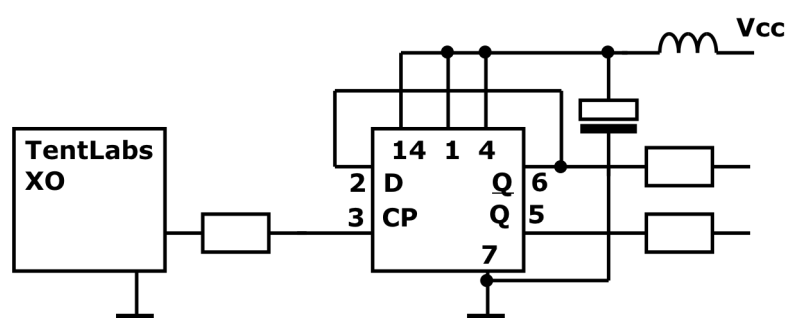 Vcc
TentLabs
XO
14 1 4
2 D
Q 6
3 CP
Q 5
7